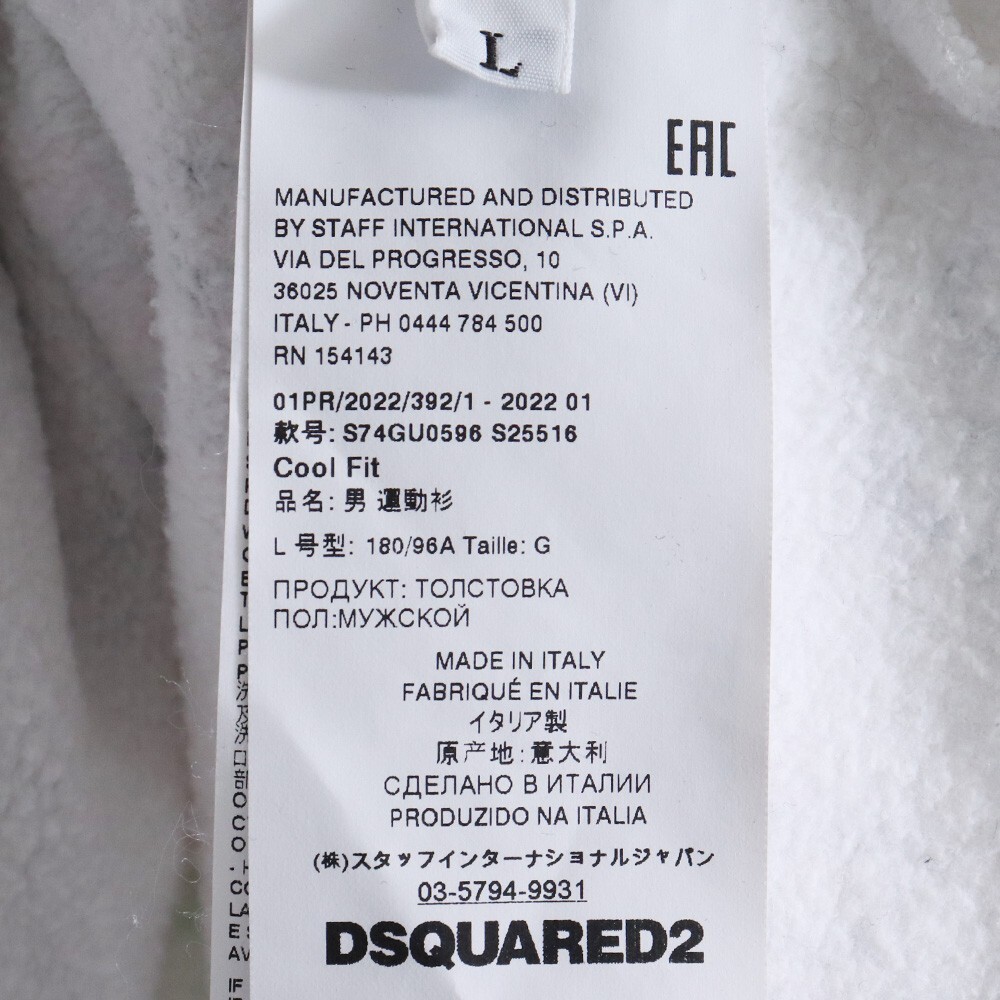 L
EAC
MANUFACTURED AND DISTRIBUTED
BY STAFF INTERNATIONAL S.P.A.
VIA DEL PROGRESSO, 10
36025 NOVENTA VICENTINA (VI)
ITALY - PH 0444 784 500
RN 154143
01PR/2022/392/1 - 2022 01
款号: S74GU0596 S25516
Cool Fit
品名: 男 運動衫
L 号型: 180/96A Taille: G
ПРОДУКТ: ТОЛСТОВКА
ПОЛ:МУЖСКОЙ
MADE IN ITALY
FABRIQUÉ EN ITALIE
イタリア製
原产地:意大利
СДЕЛАНО В ИТАЛИИ
PRODUZIDO NA ITALIA
(株)スタッフインターナショナルジャパン
03-5794-9931
DSQUARED2